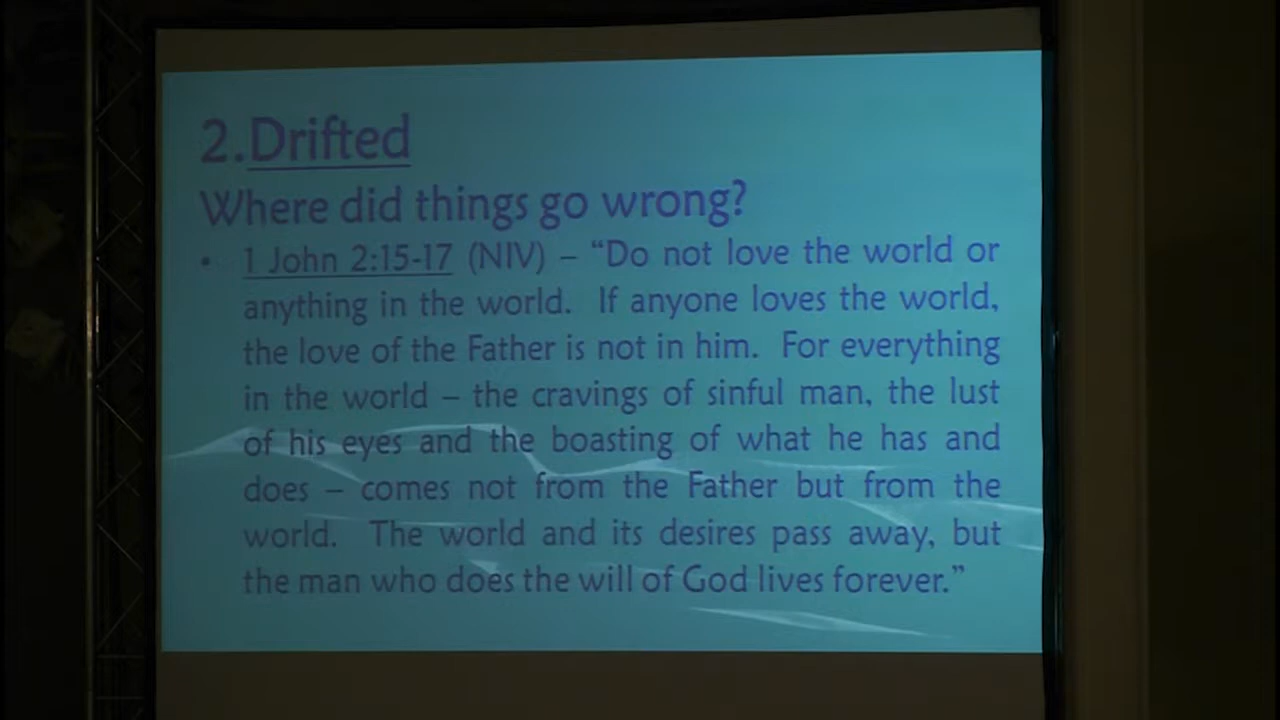 2.Drifted
Where did things go wrong?
• 1 John 2:15-17 (NIV) – “Do not love the world or
anything in the world. If anyone loves the world,
the love of the Father is not in him. For everything
in the world – the cravings of sinful man, the lust
of his eyes and the boasting of what he has and
does – comes not from the Father but from the
world. The world and its desires pass away, but
the man who does the will of God lives forever.”